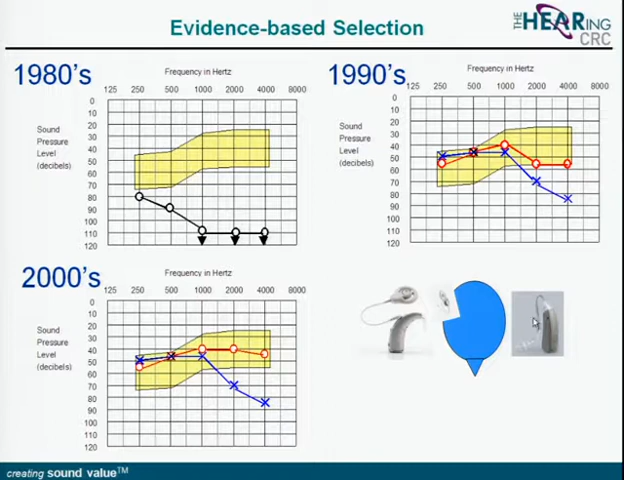 Evidence-based Selection
THE HEARing
CRC
1980's
Frequency in Hertz
125 250 500 1000 2000 4000 8000
Sound
Pressure
Level
(decibels)
0
10
20
30
40
50
60
70
80
90
100
110
120
1990's
Frequency in Hertz
125 250 500 1000 2000 4000 8000
Sound
Pressure
Level
(decibels)
0
10
20
30
40
50
60
70
80
90
100
110
120
2000's
Frequency in Hertz
125 250 500 1000 2000 4000 8000
Sound
Pressure
Level
(decibels)
0
10
20
30
40
50
60
70
80
90
100
110
120
creating sound value™